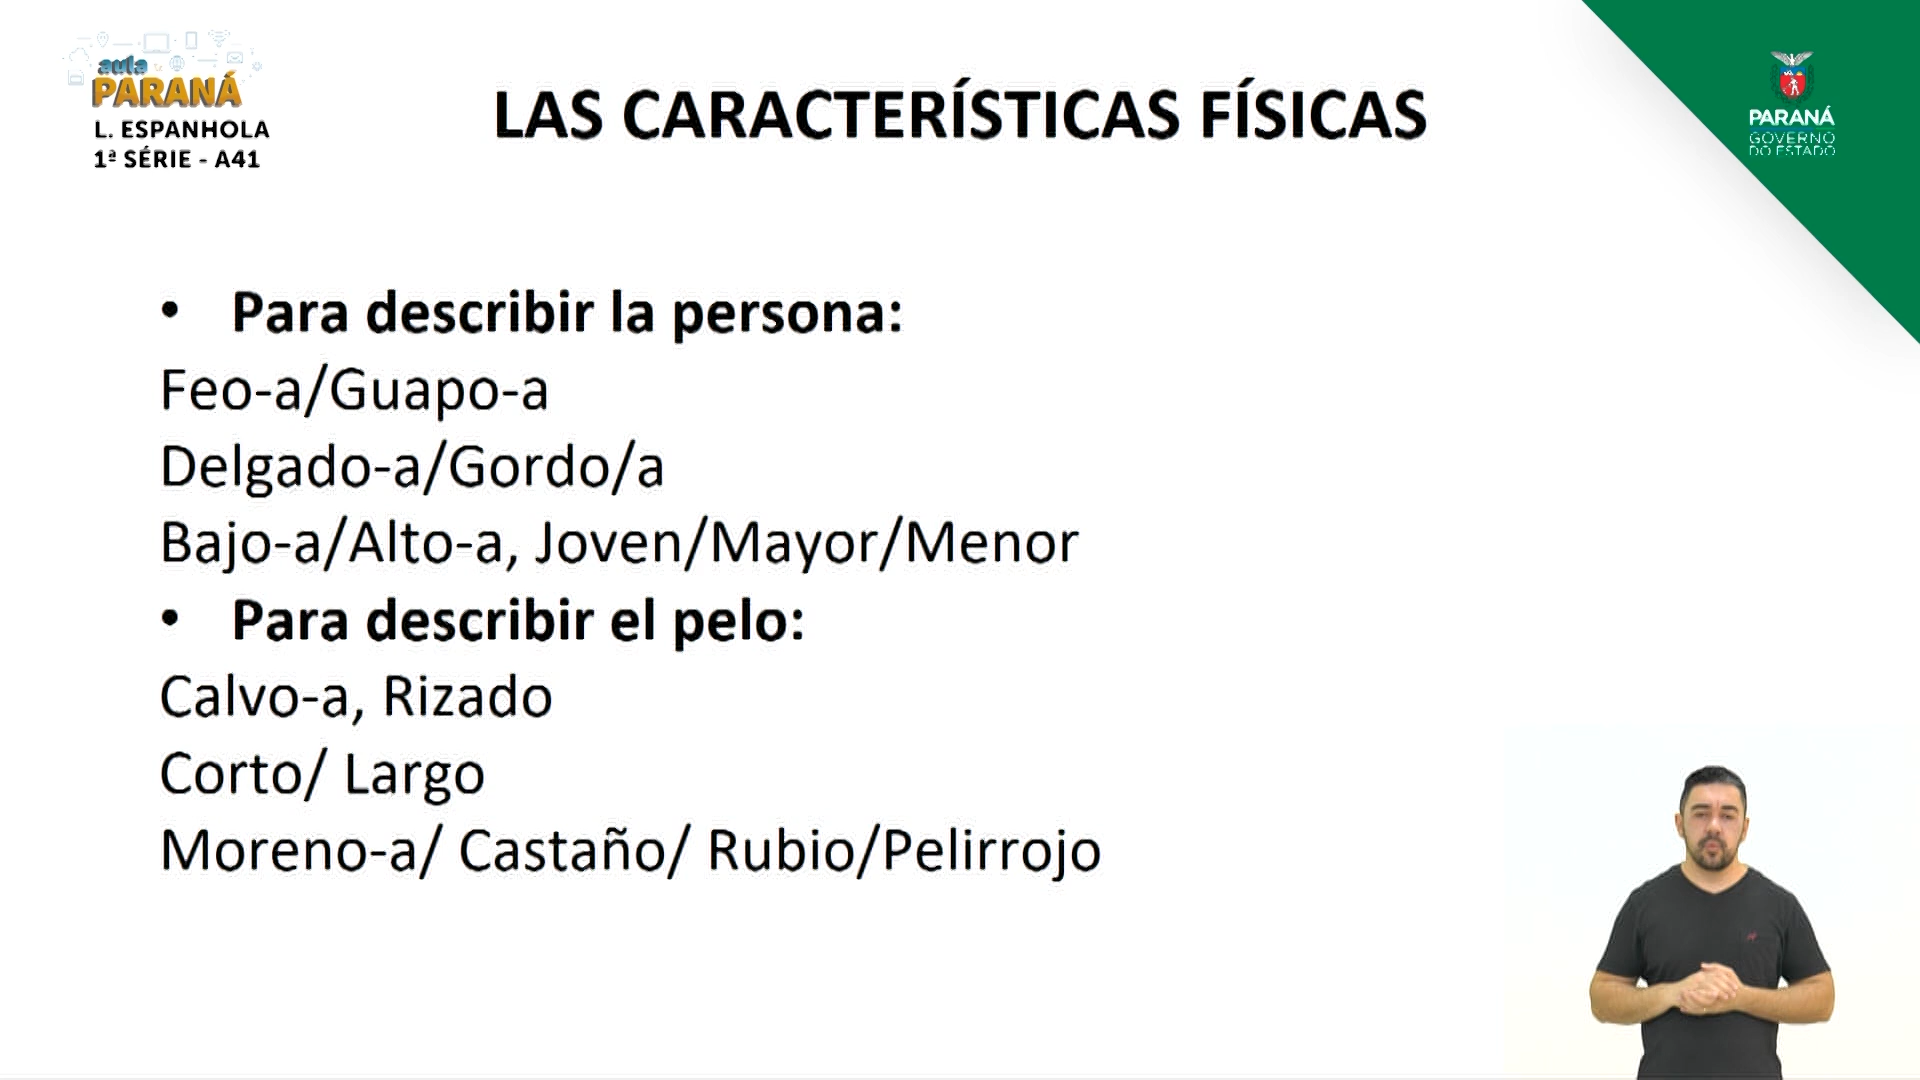 aula
PARANÁ
L. ESPANHOLA
1ª SÉRIE - A41
LAS CARACTERÍSTICAS FÍSICAS
PARANÁ
GOVERNO
DO ESTADO
• Para describir la persona:
Feo-a/Guapo-a
Delgado-a/Gordo/a
Bajo-a/Alto-a, Joven/Mayor/Menor
• Para describir el pelo:
Calvo-a, Rizado
Corto/ Largo
Moreno-a/ Castaño/ Rubio/Pelirrojo